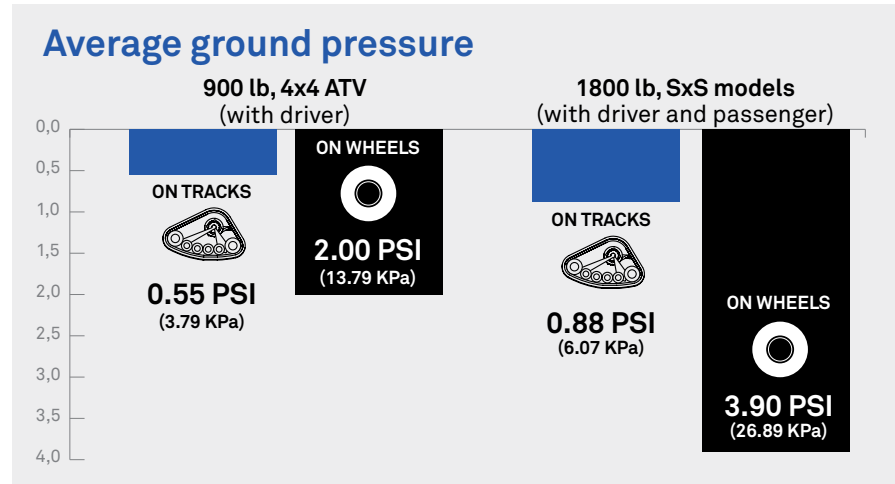 Average ground pressure
900 lb, 4x4 ATV
(with driver)
1800 lb, SxS models
(with driver and passenger)
0,0
0,5
1,0
1,5
2,0
2,5
3,0
3,5
4,0
ON TRACKS
0.55 PSI
(3.79 KPa)
ON WHEELS
2.00 PSI
(13.79 KPa)
ON TRACKS
0.88 PSI
(6.07 KPa)
ON WHEELS
3.90 PSI
(26.89 KPa)